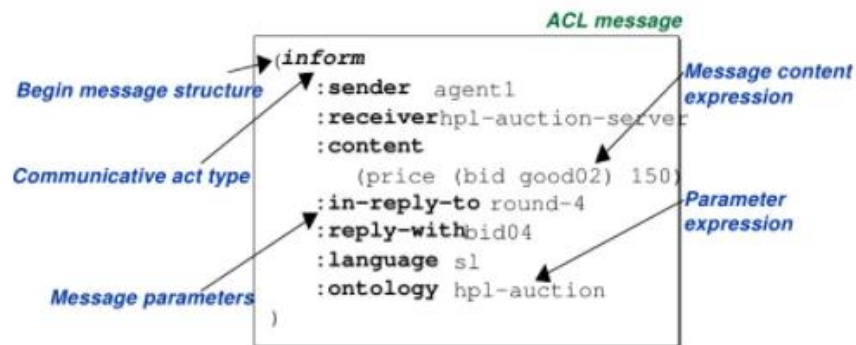 ACL message
(inform
Begin message structure
:sender agent1
Message content
expression
:receiver hpl-auction-server
:content
Communicative act type
(price (bid good02) 150)
:in-reply-to round-4
Parameter
expression
:reply-with bid04
:language sl
Message parameters
:ontology hpl-auction
)